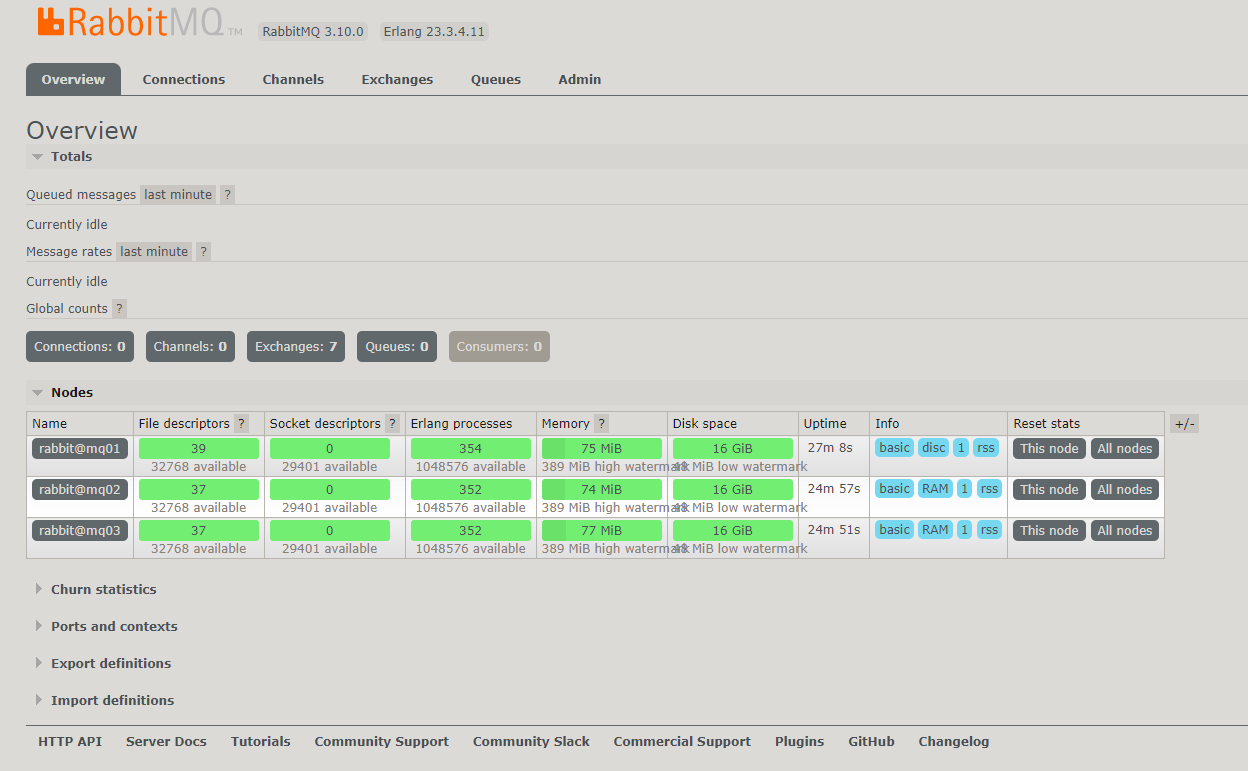 RabbitMQ TM RabbitMQ 3.10.0 Erlang 23.3.4.11
Overview Connections Channels Exchanges Queues Admin
Overview
Totals
Queued messages last minute ?
Currently idle
Message rates last minute ?
Currently idle
Global counts ?
Connections: 0 Channels: 0 Exchanges: 7 Queues: 0 Consumers: 0
Nodes
Name File descriptors ? Socket descriptors ? Erlang processes Memory ? Disk space Uptime Info Reset stats +/-
rabbit@mq01 39 0 354 75 MiB 16 GiB 27m 8s basic disc 1 rss This node All nodes
32768 available 29401 available 1048576 available 389 MiB high watermark 48 MiB low watermark
rabbit@mq02 37 0 352 74 MiB 16 GiB 24m 57s basic RAM 1 rss This node All nodes
32768 available 29401 available 1048576 available 389 MiB high watermark 48 MiB low watermark
rabbit@mq03 37 0 352 77 MiB 16 GiB 24m 51s basic RAM 1 rss This node All nodes
32768 available 29401 available 1048576 available 389 MiB high watermark 48 MiB low watermark
Churn statistics
Ports and contexts
Export definitions
Import definitions
HTTP API Server Docs Tutorials Community Support Community Slack Commercial Support Plugins GitHub Changelog